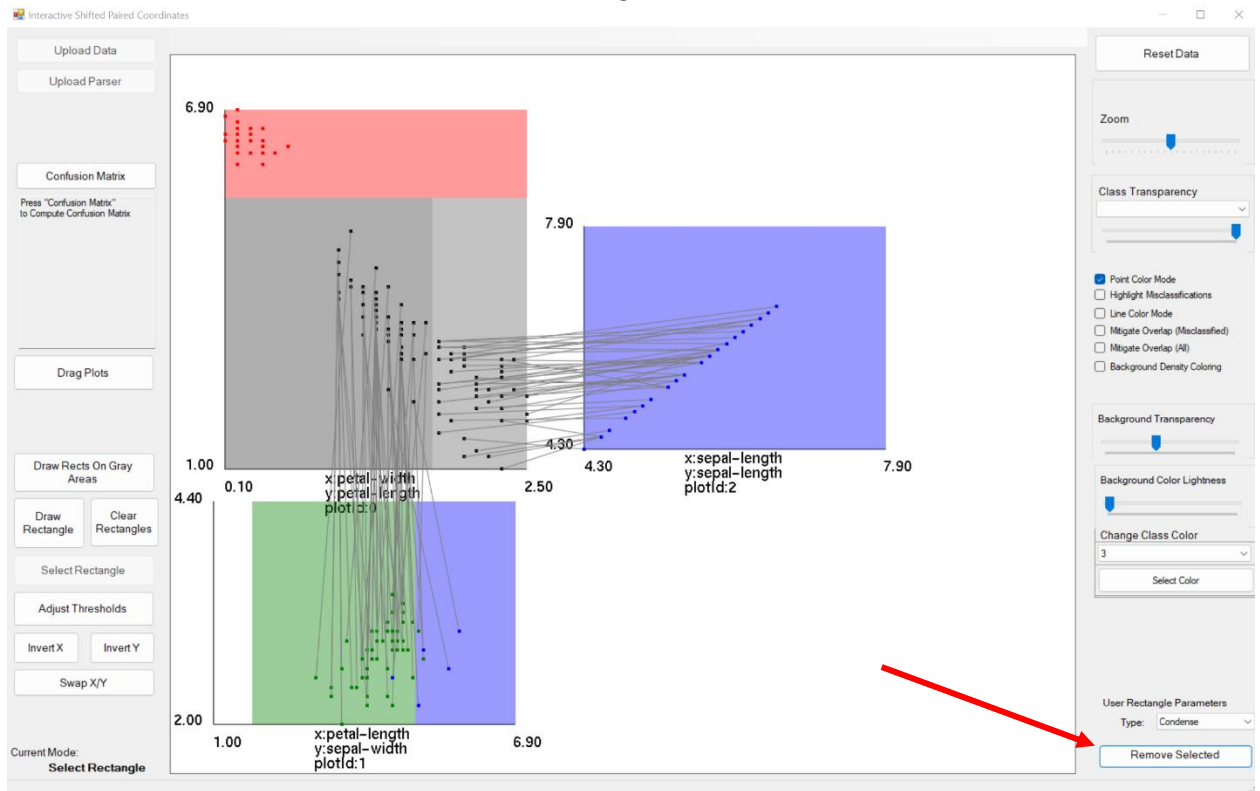 Interactive Shifted Paired Coordinates
Upload Data
Upload Parser
Confusion Matrix
Press "Confusion Matrix"
to Compute Confusion Matrix
Drag Plots
Draw Rects On Gray
Areas
Draw
Rectangle
Clear
Rectangles
Select Rectangle
Adjust Thresholds
Invert X
Invert Y
Swap X/Y
Current Mode:
Select Rectangle
6.90
1.00
0.10
x:petal-width
y:petal-length
plotId:0
2.50
7.90
4.30
4.30
x:sepal-length
y:sepal-length
plotId:2
7.90
4.40
2.00
1.00
x:petal-length
y:sepal-width
plotId:1
6.90
Reset Data
Zoom
Class Transparency
Point Color Mode
Highlight Misclassifications
Line Color Mode
Mitigate Overlap (Misclassified)
Mitigate Overlap (All)
Background Density Coloring
Background Transparency
Background Color Lightness
Change Class Color
3
Select Color
User Rectangle Parameters
Type: Condense
Remove Selected